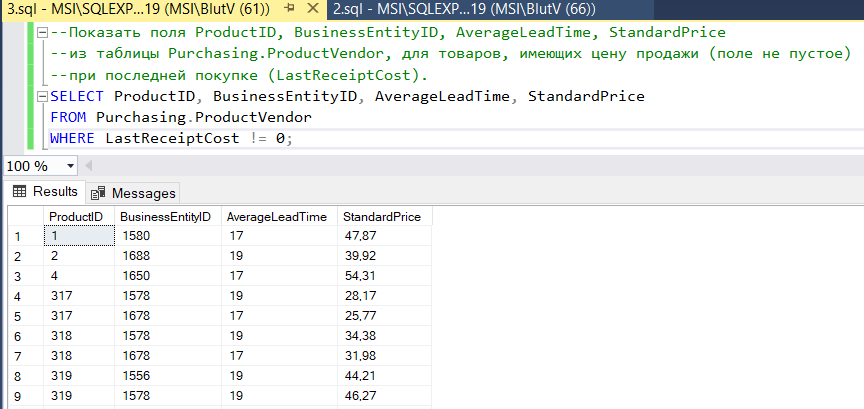 3.sql - MSI\SQLEXP...19 (MSI\BlutV (61)) 2.sql - MSI\SQLEXP...19 (MSI\BlutV (66))
--Показать поля ProductID, BusinessEntityID, AverageLeadTime, StandardPrice
--из таблицы Purchasing.ProductVendor, для товаров, имеющих цену продажи (поле не пустое)
--при последней покупке (LastReceiptCost).
SELECT ProductID, BusinessEntityID, AverageLeadTime, StandardPrice
FROM Purchasing.ProductVendor
WHERE LastReceiptCost != 0;
100 %
Results Messages
ProductID BusinessEntityID AverageLeadTime StandardPrice
1 1 1580 17 47,87
2 2 1688 19 39,92
3 4 1650 17 54,31
4 317 1578 19 28,17
5 317 1678 17 25,77
6 318 1578 19 34,38
7 318 1678 17 31,98
8 319 1556 19 44,21
9 319 1578 19 46,27